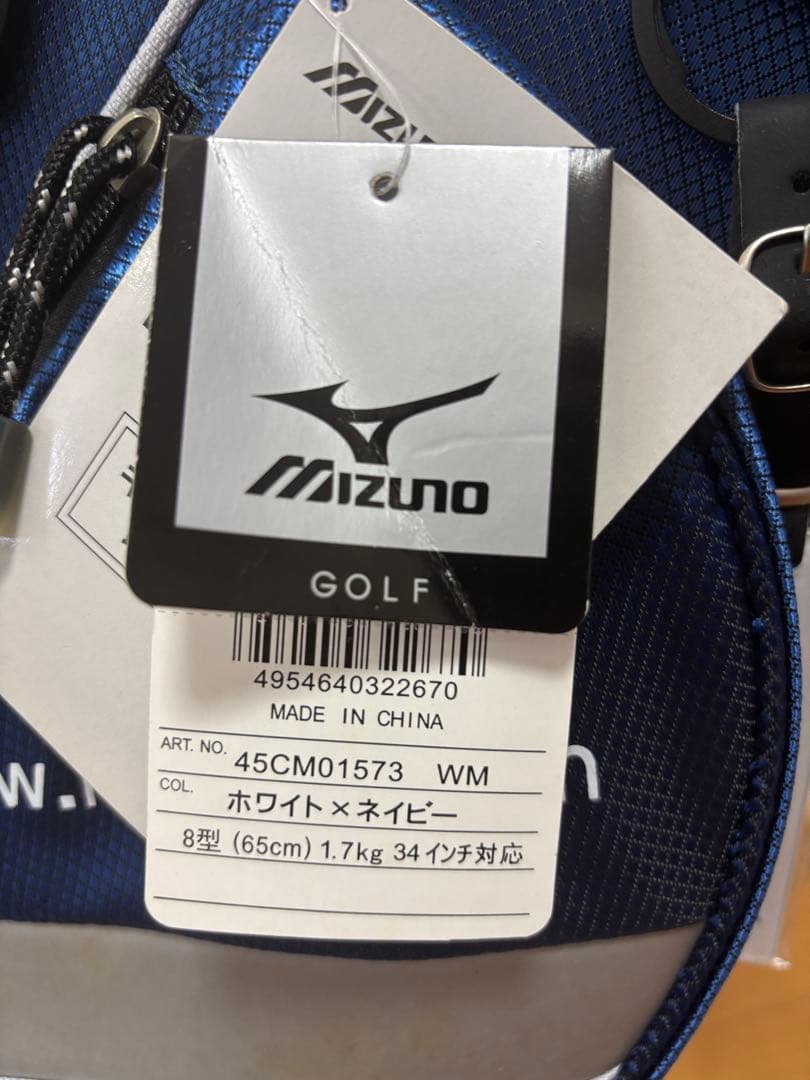 MIZUNO
GOLF
4954640322670
MADE IN CHINA
ART. NO. 45CM01573 WM
COL. ホワイト×ネイビー
8型 (65cm) 1.7kg 34インチ対応